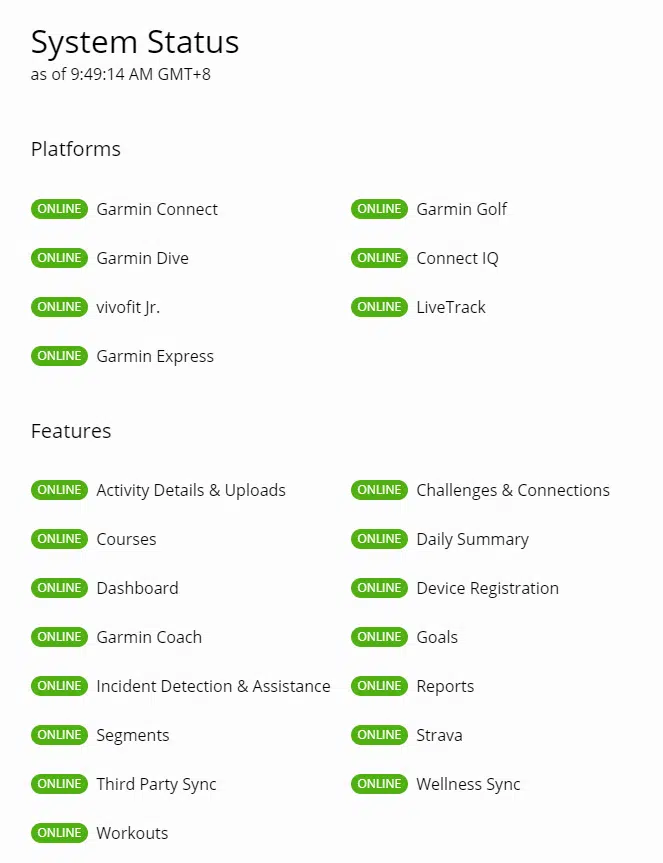 System Status
as of 9:49:14 AM GMT+8
Platforms
ONLINE Garmin Connect
ONLINE Garmin Golf
ONLINE Garmin Dive
ONLINE Connect IQ
ONLINE vivofit Jr.
ONLINE LiveTrack
ONLINE Garmin Express
Features
ONLINE Activity Details & Uploads
ONLINE Challenges & Connections
ONLINE Courses
ONLINE Daily Summary
ONLINE Dashboard
ONLINE Device Registration
ONLINE Garmin Coach
ONLINE Goals
ONLINE Incident Detection & Assistance
ONLINE Reports
ONLINE Segments
ONLINE Strava
ONLINE Third Party Sync
ONLINE Wellness Sync
ONLINE Workouts